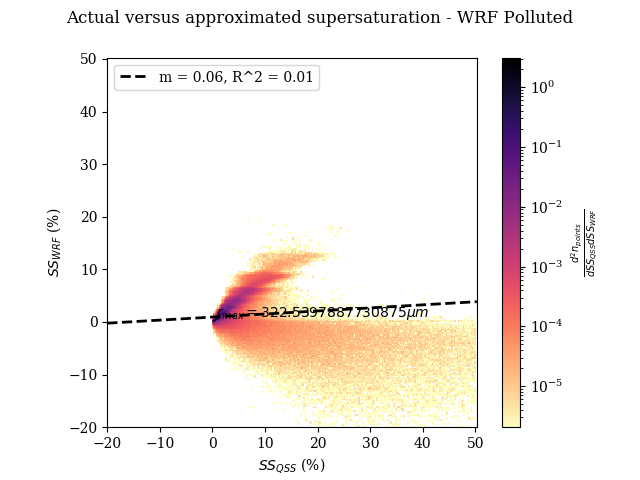 Actual versus approximated supersaturation - WRF Polluted
50
40
30
20
10
0
−10
−20
SS_WRF (%)
m = 0.06, R^2 = 0.01
max = 322.5397887730875μm
−20 −10 0 10 20 30 40 50
SS_QSS (%)
10^0
10^−1
10^−2
10^−3
10^−4
10^−5
d²n_points
dSS_QSS dSS_WRF